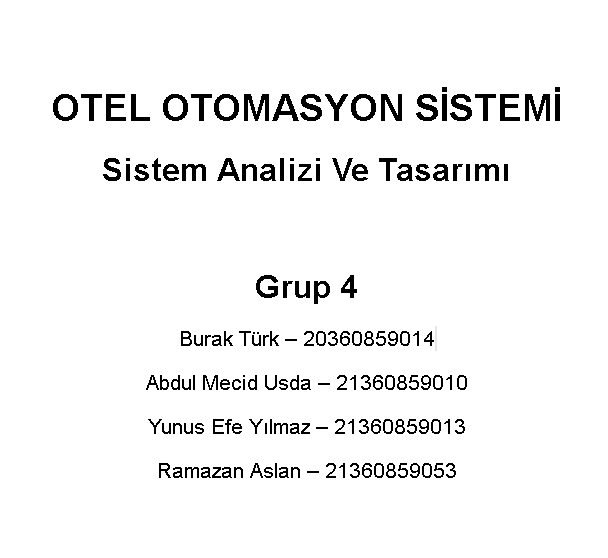 OTEL OTOMASYON SİSTEMİ
Sistem Analizi Ve Tasarımı
Grup 4
Burak Türk – 20360859014
Abdul Mecid Usda – 21360859010
Yunus Efe Yılmaz – 21360859013
Ramazan Aslan – 21360859053